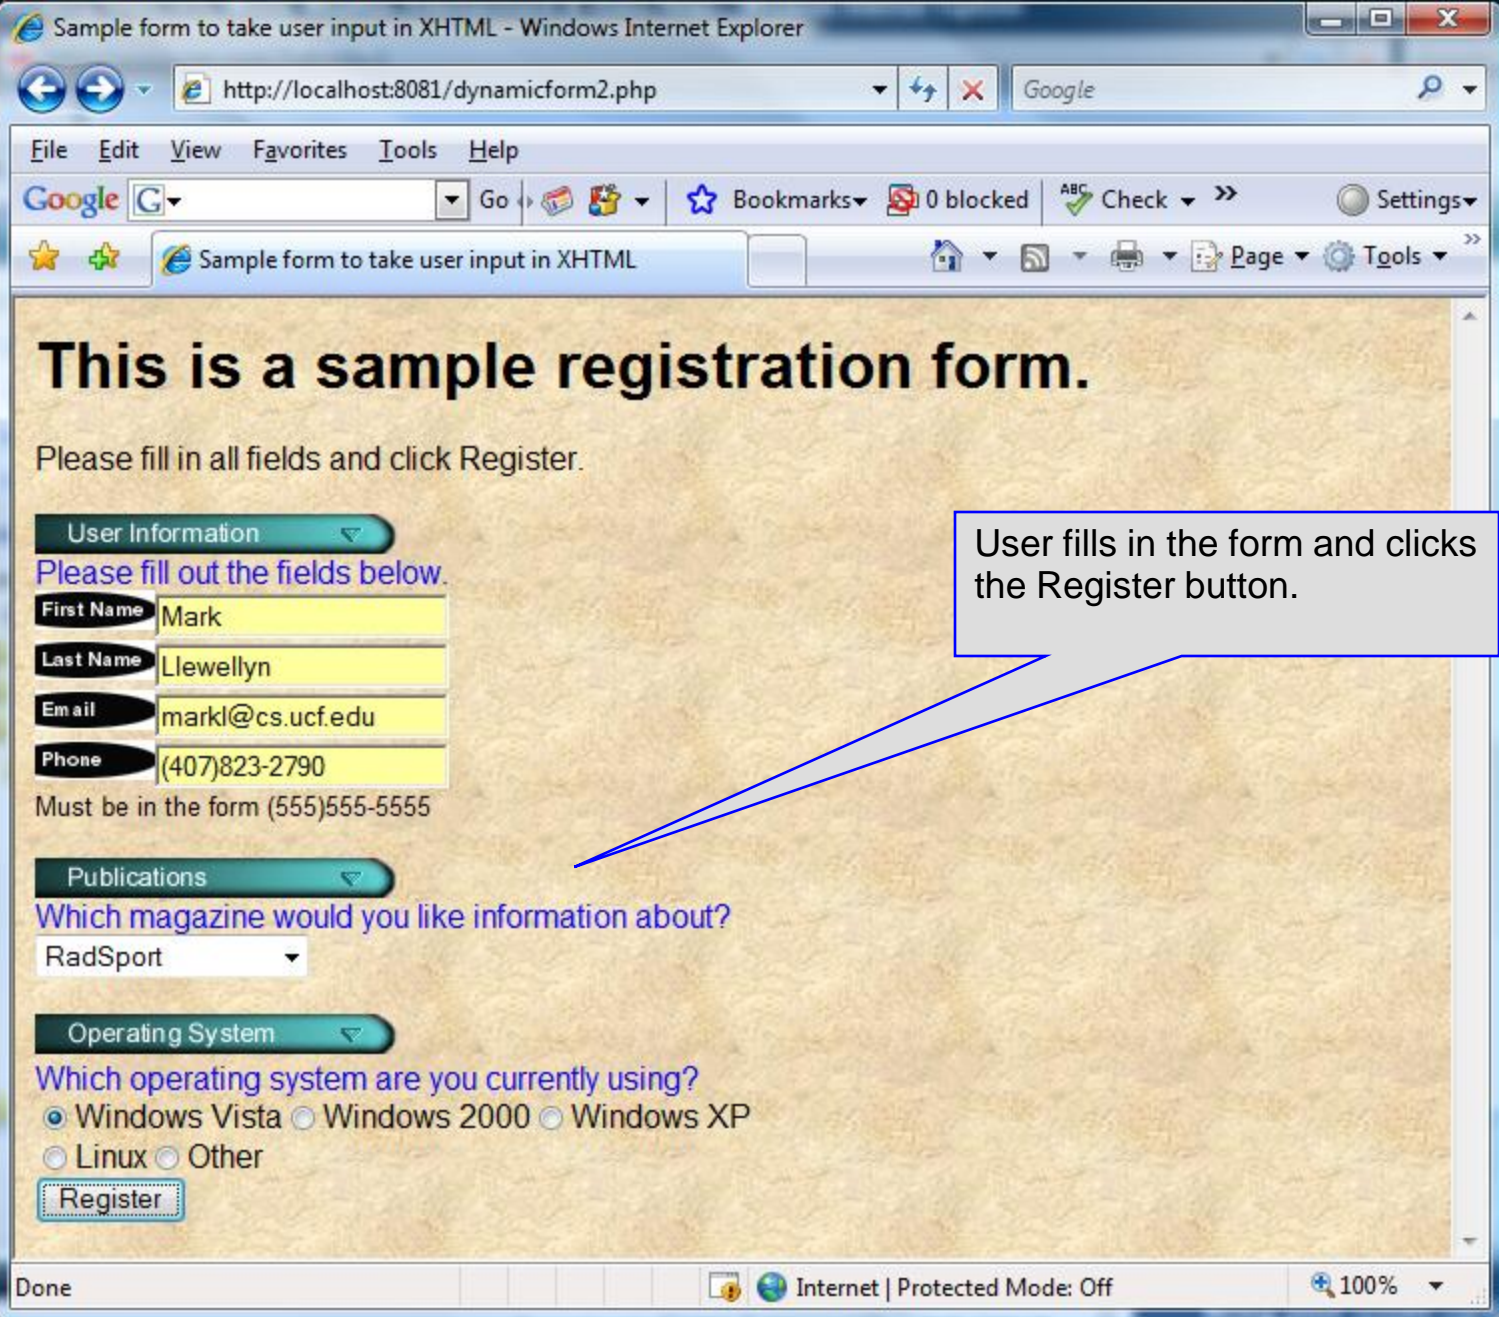 Sample form to take user input in XHTML - Windows Internet Explorer
http://localhost:8081/dynamicform2.php
Google
File Edit View Favorites Tools Help
Google G Go Bookmarks 0 blocked ABC Check » Settings
Sample form to take user input in XHTML Page Tools »
This is a sample registration form.
Please fill in all fields and click Register.
User Information
Please fill out the fields below.
First Name Mark
Last Name Llewellyn
Email markl@cs.ucf.edu
Phone (407)823-2790
Must be in the form (555)555-5555
User fills in the form and clicks
the Register button.
Publications
Which magazine would you like information about?
RadSport
Operating System
Which operating system are you currently using?
Windows Vista Windows 2000 Windows XP
Linux Other
Register
Done Internet | Protected Mode: Off 100%